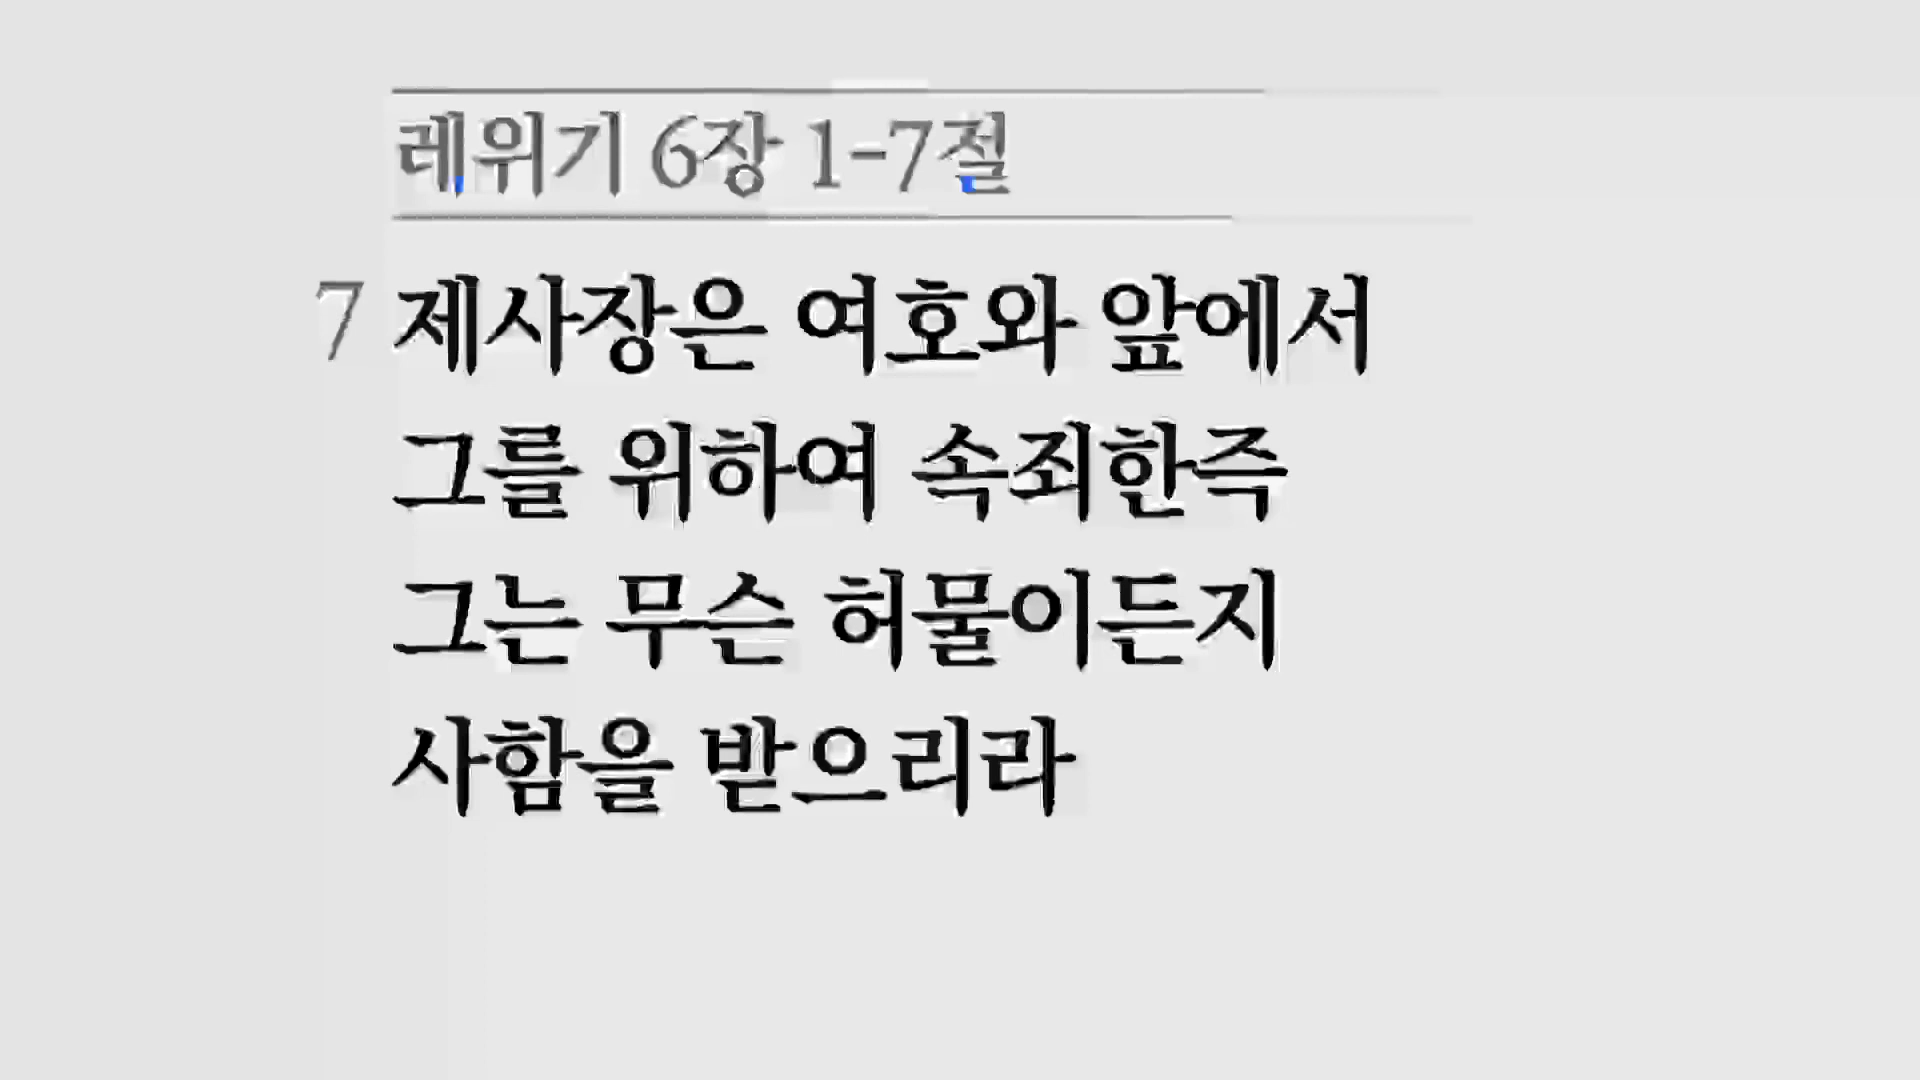 레위기 6장 1-7절
7 제사장은 여호와 앞에서
그를 위하여 속죄한즉
그는 무슨 허물이든지
사함을 받으리라